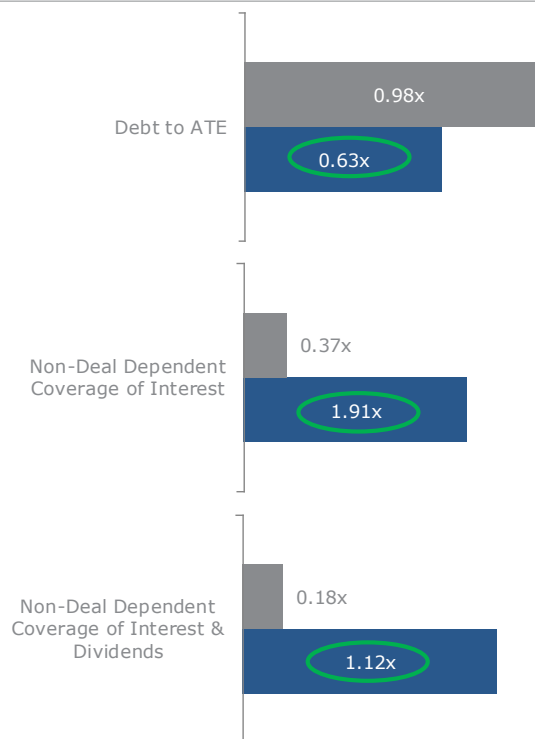 0.98x
Debt to ATE
0.63x
0.37x
Non-Deal Dependent
Coverage of Interest
1.91x
0.18x
Non-Deal Dependent
Coverage of Interest &
Dividends
1.12x